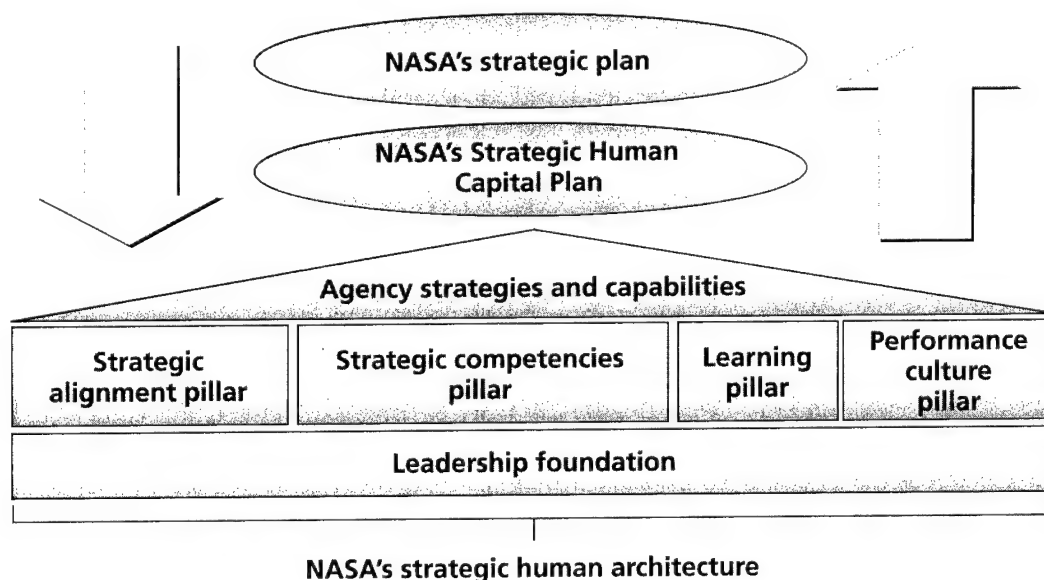 NASA's strategic plan
NASA's Strategic Human
Capital Plan
Agency strategies and capabilities
Strategic
alignment pillar
Strategic competencies
pillar
Learning
pillar
Performance
culture
pillar
Leadership foundation
NASA's strategic human architecture